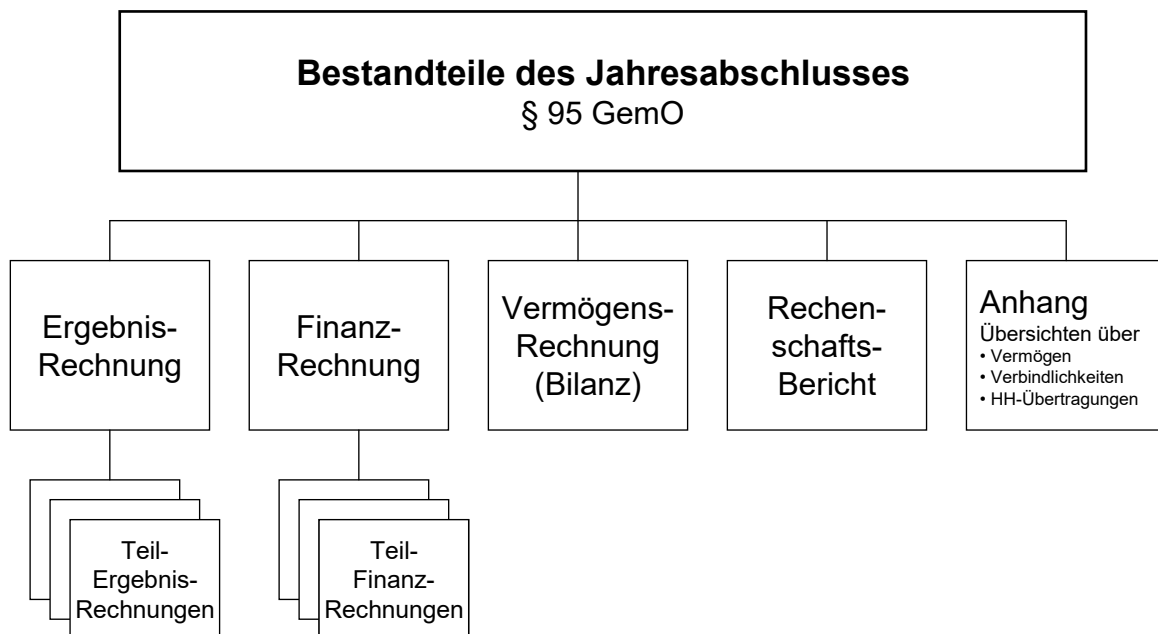 Bestandteile des Jahresabschlusses
§ 95 GemO
Ergebnis-
Rechnung
Finanz-
Rechnung
Vermögens-
Rechnung
(Bilanz)
Rechen-
schafts-
Bericht
Anhang
Übersichten über
• Vermögen
• Verbindlichkeiten
• HH-Übertragungen
Teil-
Ergebnis-
Rechnungen
Teil-
Finanz-
Rechnungen